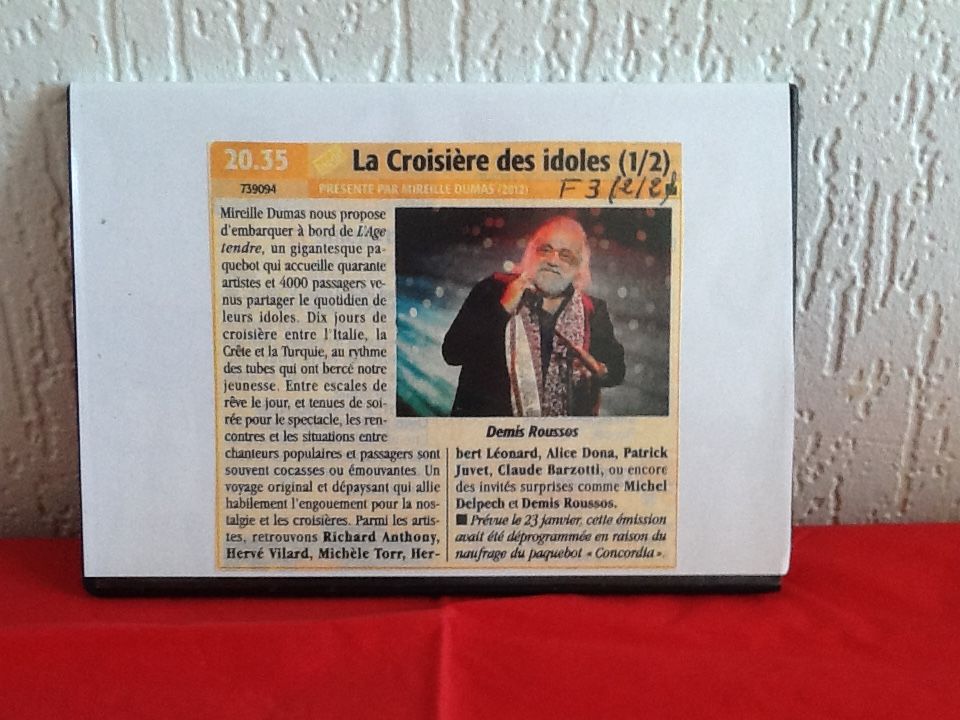 20.35 La Croisière des idoles (1/2)
739094 PRÉSENTÉ PAR MIREILLE DUMAS (2012) F3 (2/2)
Mireille Dumas nous propose
d'embarquer à bord de L'Age
tendre, un gigantesque pa-
quebot qui accueille quarante
artistes et 4000 passagers ve-
nus partager le quotidien de
leurs idoles. Dix jours de
croisière entre l'Italie, la
Crête et la Turquie, au rythme
des tubes qui ont bercé notre
jeunesse. Entre escales de
rêve le jour, et tenues de soi-
rée pour le spectacle, les ren-
contres et les situations entre
chanteurs populaires et passagers sont
souvent cocasses ou émouvantes. Un
voyage original et dépaysant qui allie
habilement l'engouement pour la nos-
talgie et les croisières. Parmi les artis-
tes, retrouvons Richard Anthony,
Hervé Vilard, Michèle Torr, Her-
Demis Roussos
bert Léonard, Alice Dona, Patrick
Juvet, Claude Barzotti, ou encore
des invités surprises comme Michel
Delpech et Demis Roussos.
■ Prévue le 23 janvier, cette émission
avait été déprogrammée en raison du
naufrage du paquebot « Concordia ».